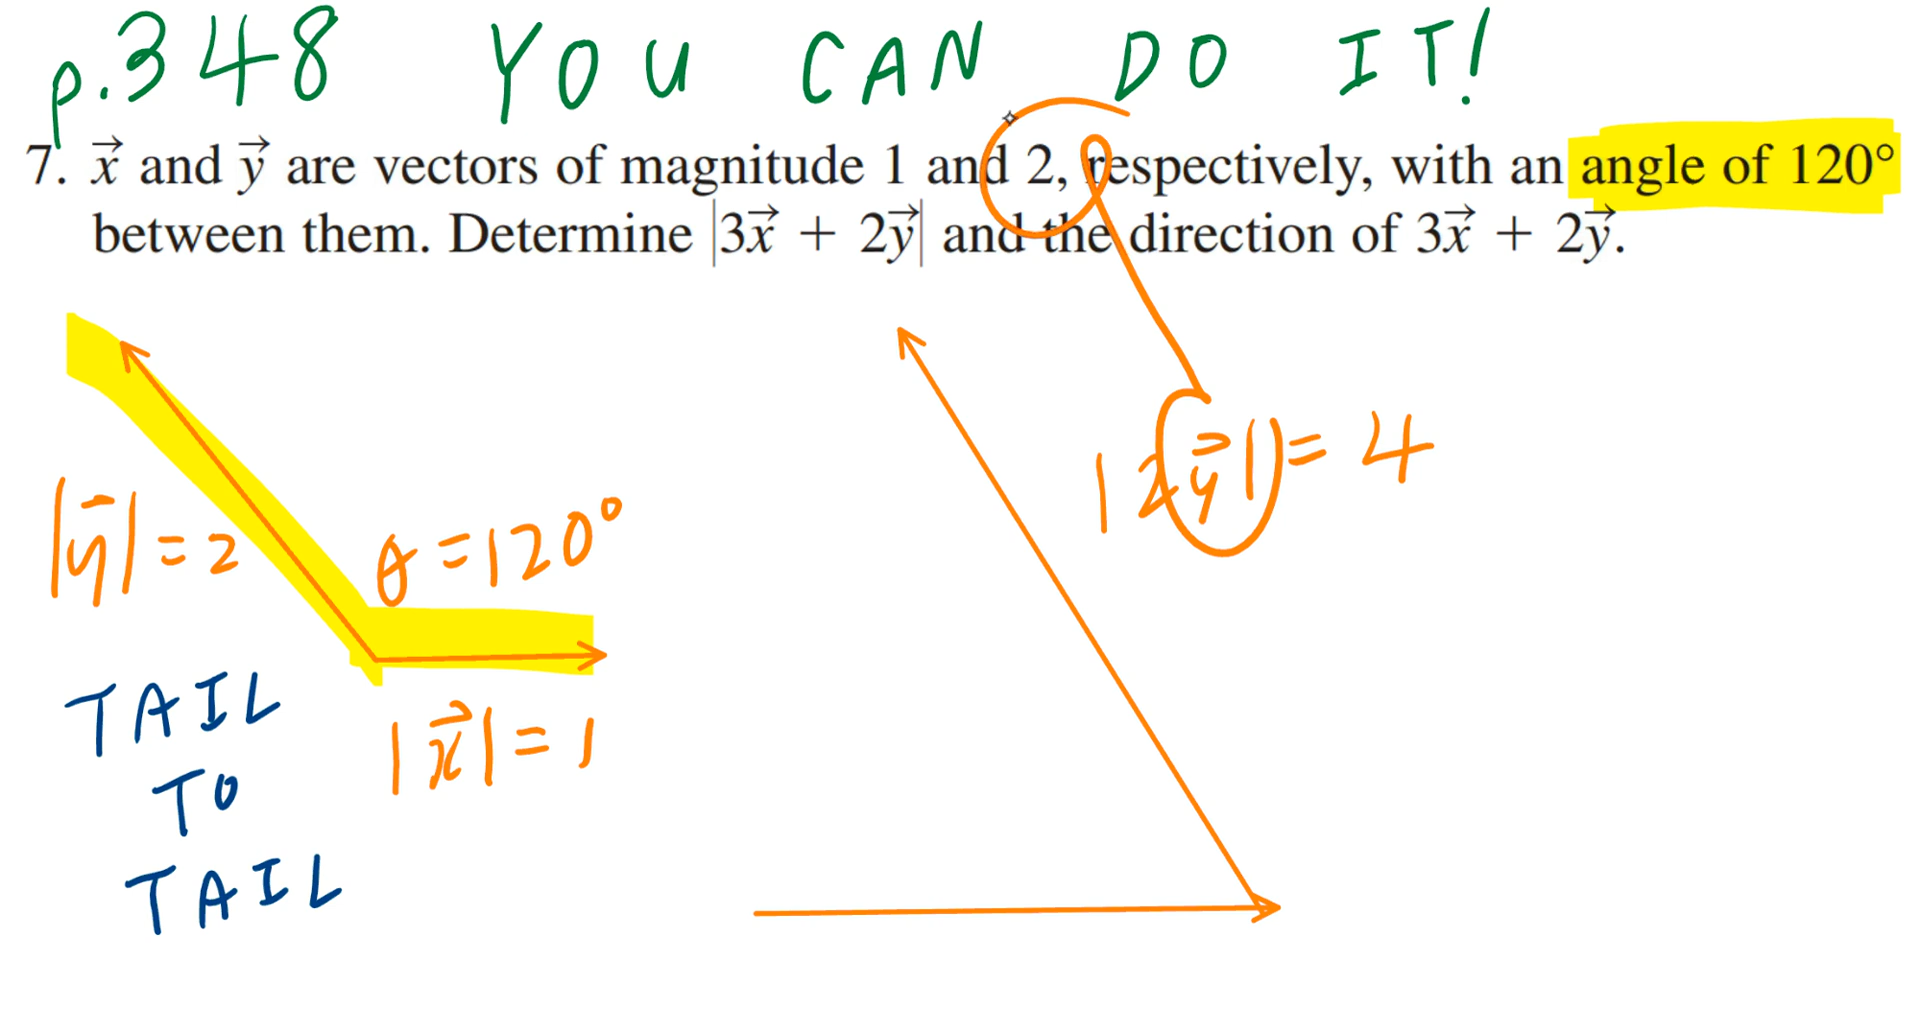 p.348 YOU CAN DO IT!
7. x⃗ and y⃗ are vectors of magnitude 1 and 2, respectively, with an angle of 120°
between them. Determine |3x⃗ + 2y⃗| and the direction of 3x⃗ + 2y⃗.
|2y⃗| = 4
|y⃗| = 2
θ = 120°
|x⃗| = 1
TAIL
TO
TAIL